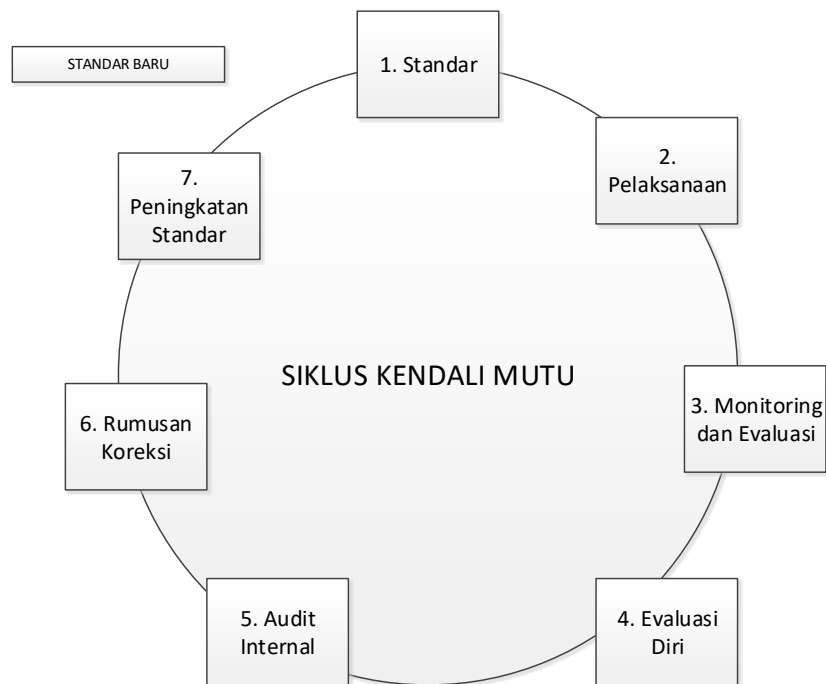 STANDAR BARU
1. Standar
2.
Pelaksanaan
3. Monitoring
dan Evaluasi
4. Evaluasi
Diri
5. Audit
Internal
6. Rumusan
Koreksi
7.
Peningkatan
Standar
SIKLUS KENDALI MUTU